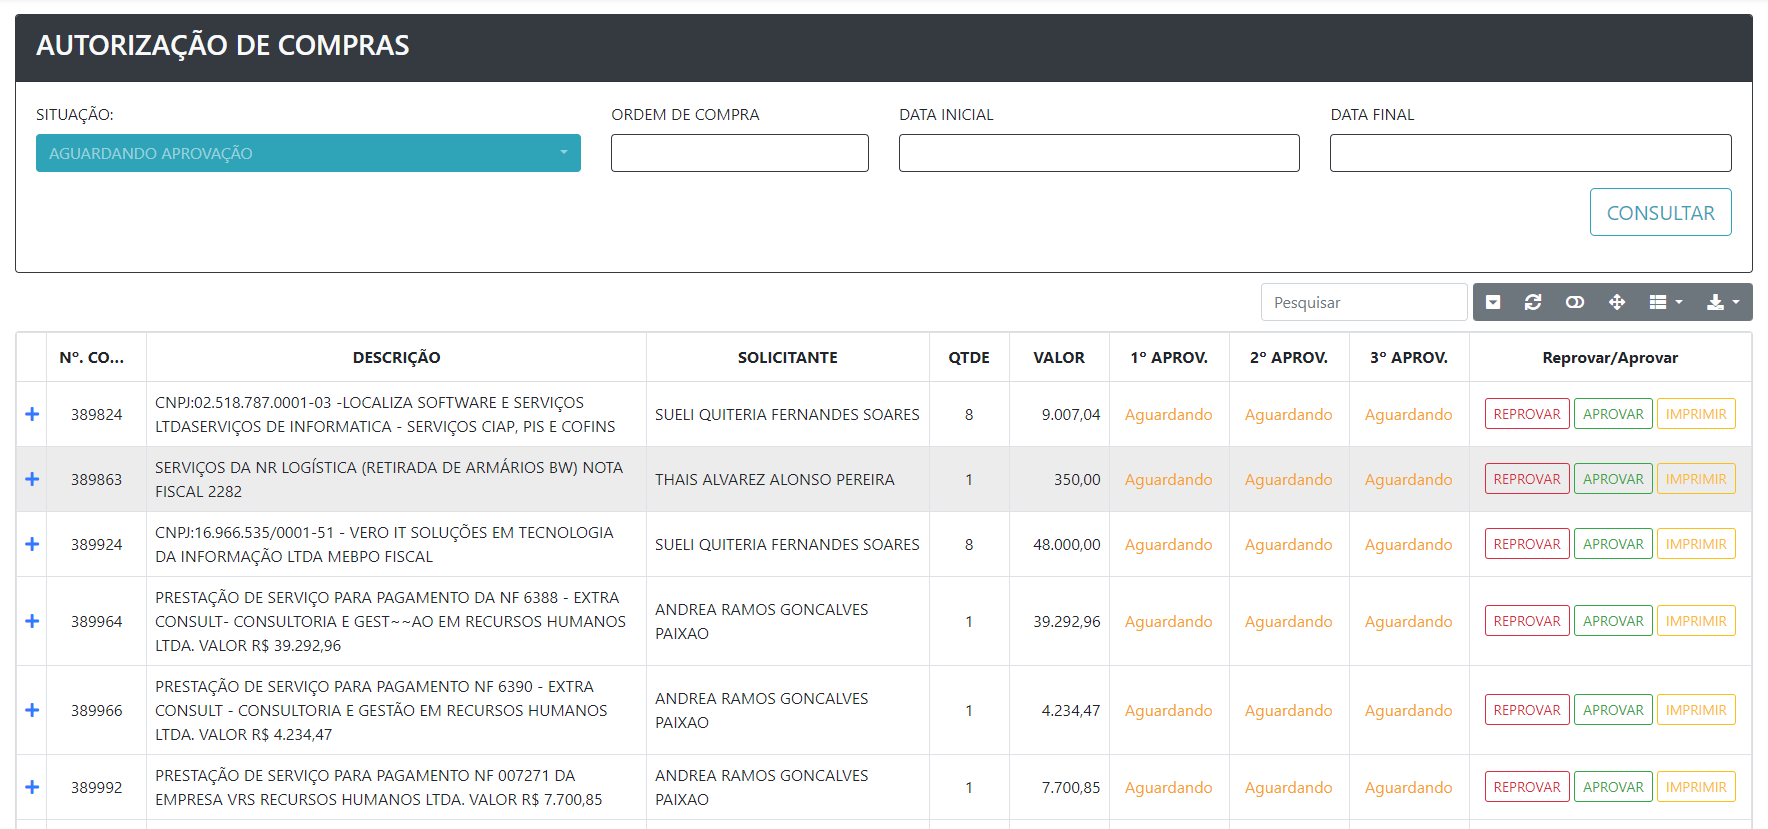 AUTORIZAÇÃO DE COMPRAS
SITUAÇÃO: ORDEM DE COMPRA DATA INICIAL DATA FINAL
AGUARDANDO APROVAÇÃO
CONSULTAR
Pesquisar
Nº. CO... DESCRIÇÃO SOLICITANTE QTDE VALOR 1º APROV. 2º APROV. 3º APROV. Reprovar/Aprovar
389824
CNPJ:02.518.787.0001-03 -LOCALIZA SOFTWARE E SERVIÇOS
LTDASERVIÇOS DE INFORMATICA - SERVIÇOS CIAP, PIS E COFINS
SUELI QUITERIA FERNANDES SOARES 8 9.007,04 Aguardando Aguardando Aguardando REPROVAR APROVAR IMPRIMIR
389863
SERVIÇOS DA NR LOGÍSTICA (RETIRADA DE ARMÁRIOS BW) NOTA
FISCAL 2282
THAIS ALVAREZ ALONSO PEREIRA 1 350,00 Aguardando Aguardando Aguardando REPROVAR APROVAR IMPRIMIR
389924
CNPJ:16.966.535/0001-51 - VERO IT SOLUÇÕES EM TECNOLOGIA
DA INFORMAÇÃO LTDA MEBPO FISCAL
SUELI QUITERIA FERNANDES SOARES 8 48.000,00 Aguardando Aguardando Aguardando REPROVAR APROVAR IMPRIMIR
389964
PRESTAÇÃO DE SERVIÇO PARA PAGAMENTO DA NF 6388 - EXTRA
CONSULT- CONSULTORIA E GEST~~AO EM RECURSOS HUMANOS
LTDA. VALOR R$ 39.292,96
ANDREA RAMOS GONCALVES
PAIXAO
1 39.292,96 Aguardando Aguardando Aguardando REPROVAR APROVAR IMPRIMIR
389966
PRESTAÇÃO DE SERVIÇO PARA PAGAMENTO NF 6390 - EXTRA
CONSULT - CONSULTORIA E GESTÃO EM RECURSOS HUMANOS
LTDA. VALOR R$ 4.234,47
ANDREA RAMOS GONCALVES
PAIXAO
1 4.234,47 Aguardando Aguardando Aguardando REPROVAR APROVAR IMPRIMIR
389992
PRESTAÇÃO DE SERVIÇO PARA PAGAMENTO NF 007271 DA
EMPRESA VRS RECURSOS HUMANOS LTDA. VALOR R$ 7.700,85
ANDREA RAMOS GONCALVES
PAIXAO
1 7.700,85 Aguardando Aguardando Aguardando REPROVAR APROVAR IMPRIMIR